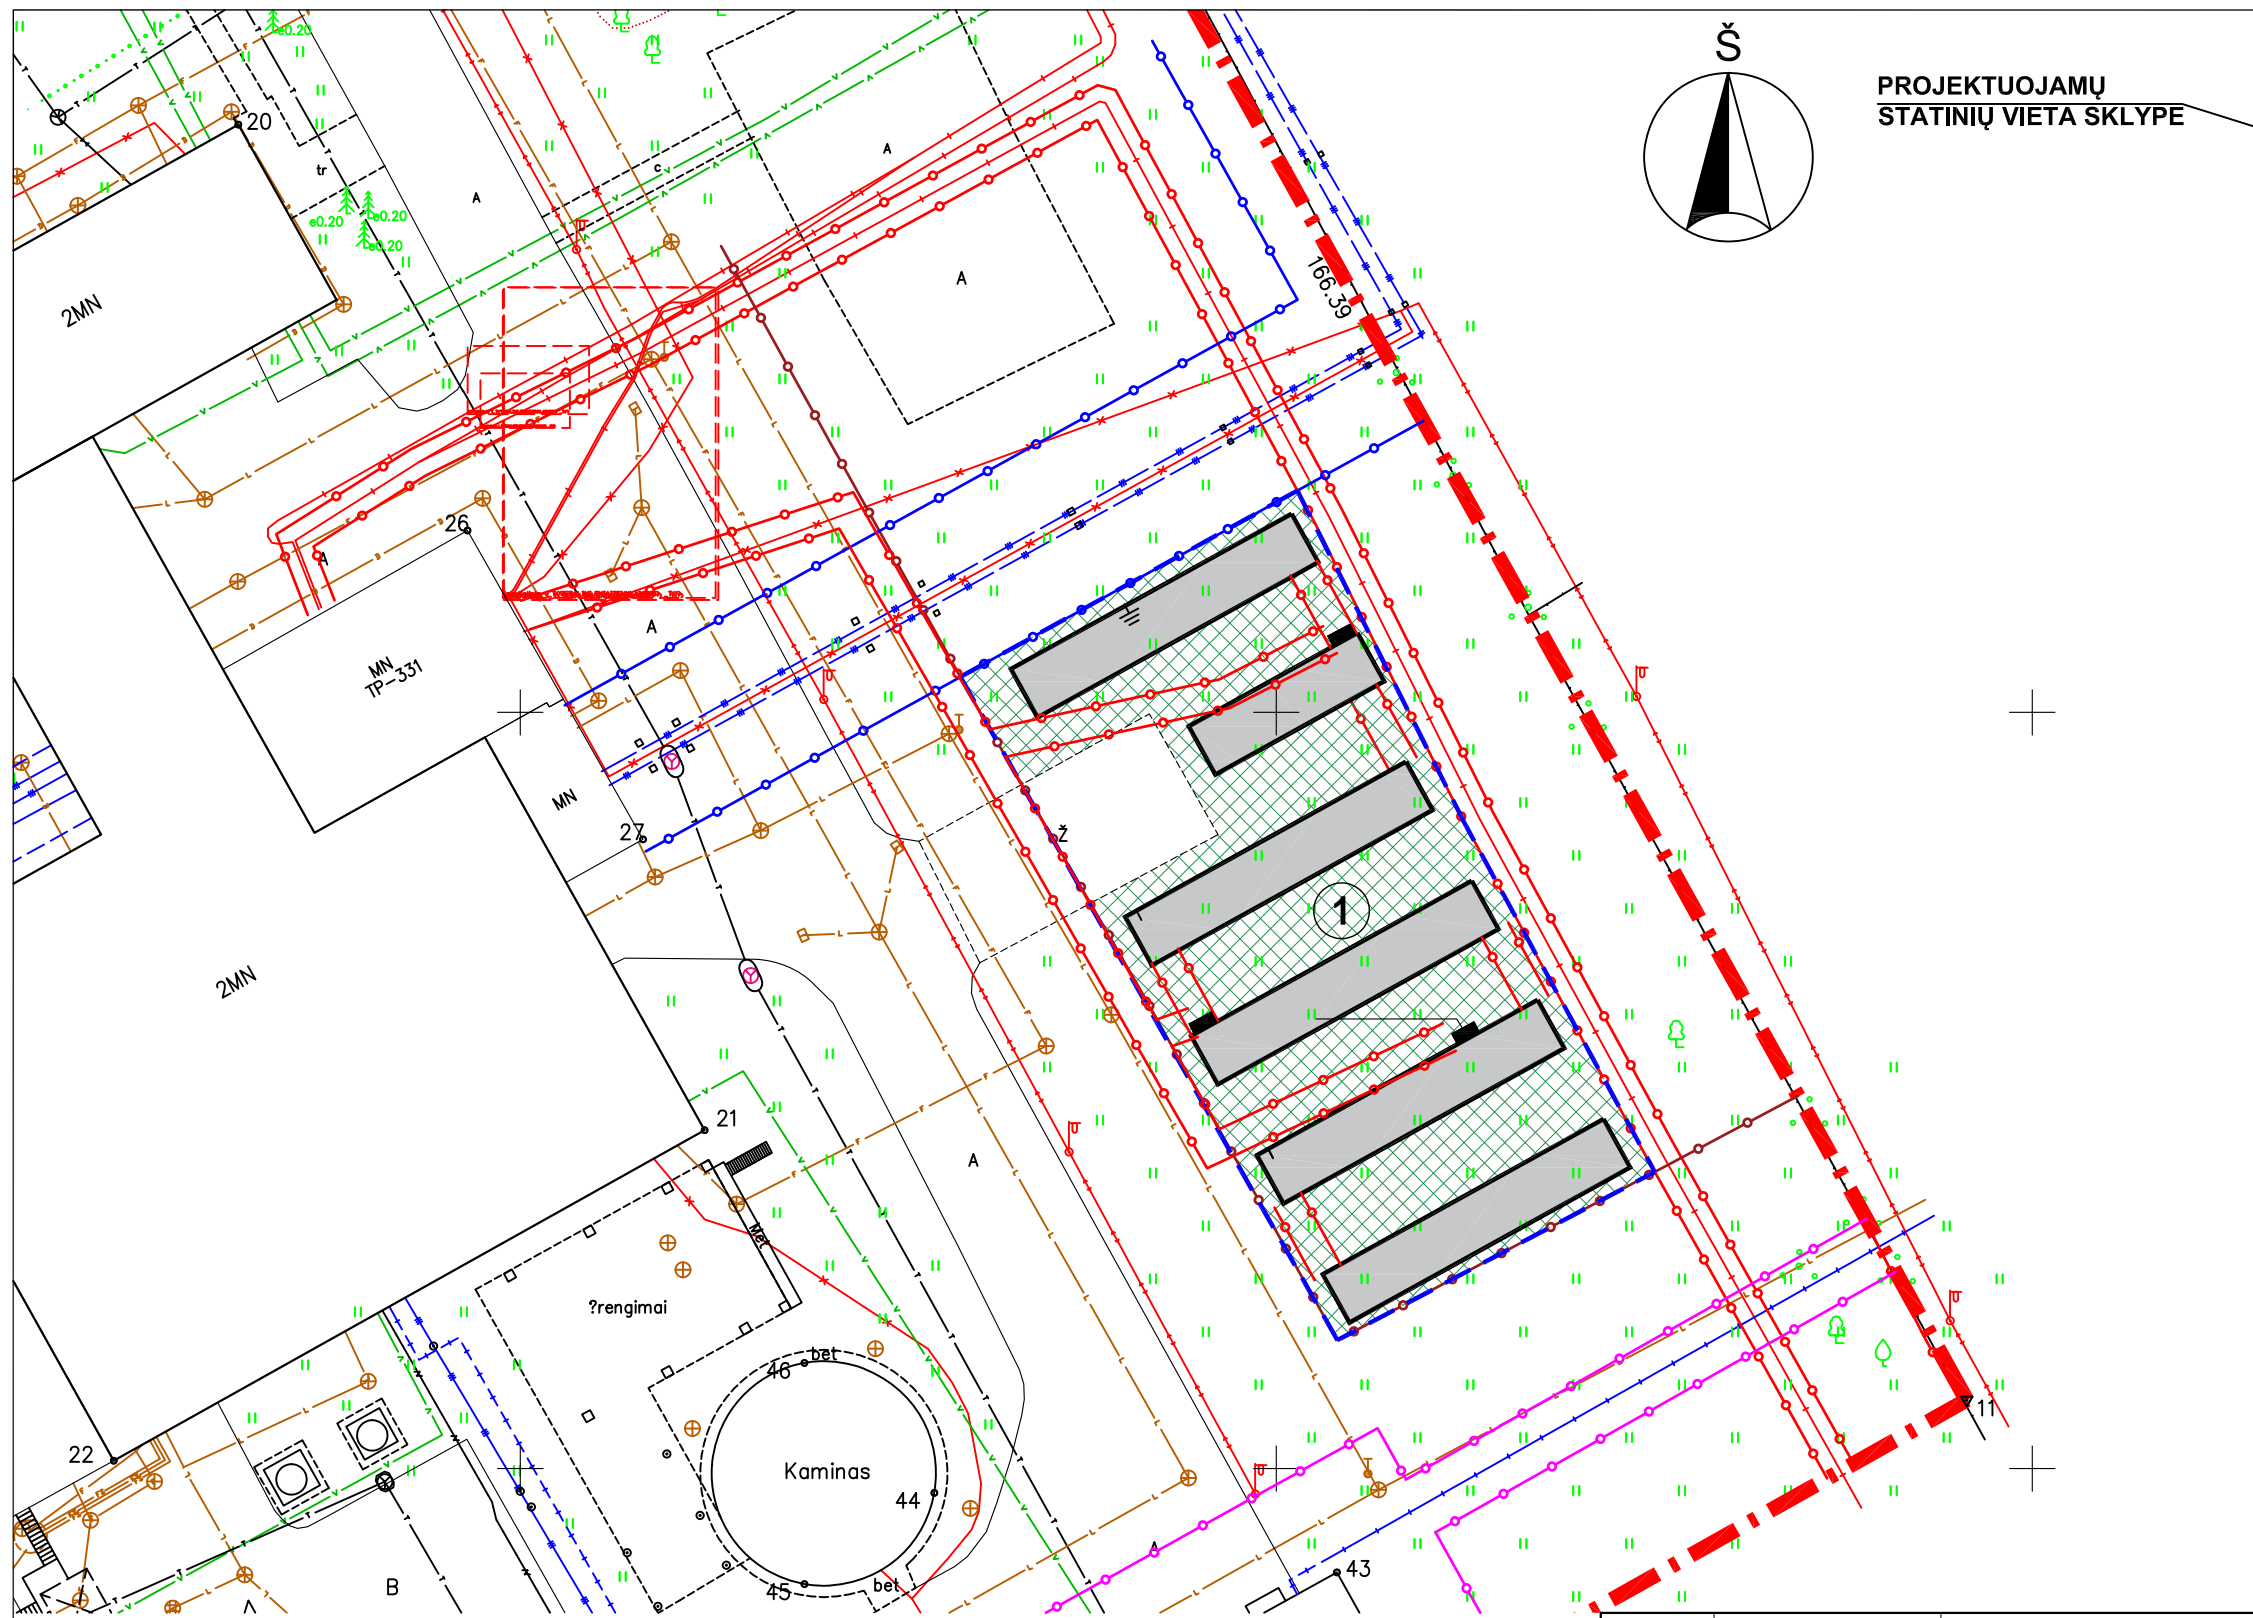 Š
PROJEKTUOJAMŲ
STATINIŲ VIETA SKLYPE
e0.20
20
tr
c
A
A
e0.20
e0.20
e0.20
A
166.39
2MN
26
A
A
MN
TP-331
MN
27
Ž
1
2MN
21
A
Met
?rengimai
46
bet
11
22
Kaminas
44
A
43
B
45
bet